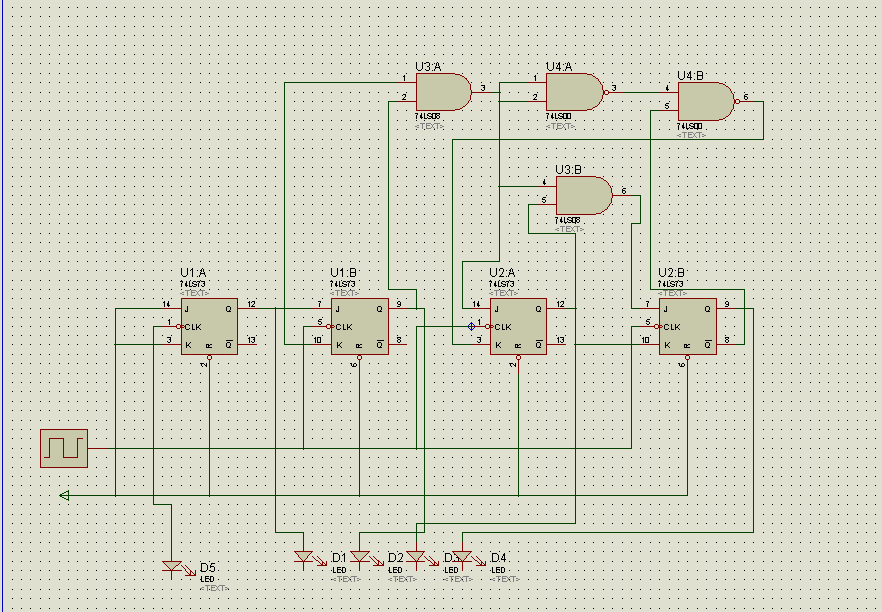 U3:A
1
2
3
74LS08
<TEXT>
U4:A
1
2
3
74LS00
<TEXT>
U4:B
4
5
6
74LS00
<TEXT>
U3:B
4
5
6
74LS08
<TEXT>
U1:A
74LS73
<TEXT>
14 J Q 12
1 CLK
3 K R Q 13
2
U1:B
74LS73
<TEXT>
7 J Q 9
5 CLK
10 K R Q 8
6
U2:A
74LS73
<TEXT>
14 J Q 12
1 CLK
3 K R Q 13
2
U2:B
74LS73
<TEXT>
7 J Q 9
5 CLK
10 K R Q 8
6
D5
LED
<TEXT>
D1
LED
<TEXT>
D2
LED
<TEXT>
D3
LED
<TEXT>
D4
LED
<TEXT>